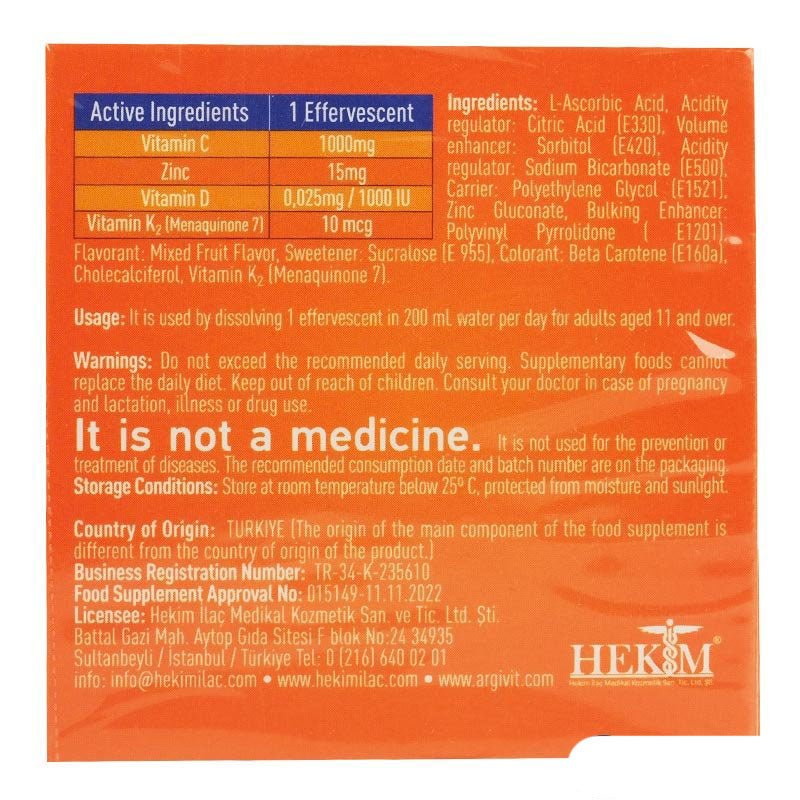 Active Ingredients 1 Effervescent
Vitamin C 1000mg
Zinc 15mg
Vitamin D 0,025mg / 1000 IU
Vitamin K₂ (Menaquinone 7) 10 mcg
Ingredients: L-Ascorbic Acid, Acidity
regulator: Citric Acid (E330), Volume
enhancer: Sorbitol (E420), Acidity
regulator: Sodium Bicarbonate (E500),
Carrier: Polyethylene Glycol (E1521),
Zinc Gluconate, Bulking Enhancer:
Polyvinyl Pyrrolidone ( E1201),
Flavorant: Mixed Fruit Flavor, Sweetener: Sucralose (E 955), Colorant: Beta Carotene (E160a),
Cholecalciferol, Vitamin K₂ (Menaquinone 7).
Usage: It is used by dissolving 1 effervescent in 200 mL water per day for adults aged 11 and over.
Warnings: Do not exceed the recommended daily serving. Supplementary foods cannot
replace the daily diet. Keep out of reach of children. Consult your doctor in case of pregnancy
and lactation, illness or drug use.
It is not a medicine. It is not used for the prevention or
treatment of diseases. The recommended consumption date and batch number are on the packaging.
Storage Conditions: Store at room temperature below 25º C, protected from moisture and sunlight.
Country of Origin: TURKIYE (The origin of the main component of the food supplement is
different from the country of origin of the product.)
Business Registration Number: TR-34-K-235610
Food Supplement Approval No: 015149-11.11.2022
Licensee: Hekim İlaç Medikal Kozmetik San. ve Tic. Ltd. Şti.
Battal Gazi Mah. Aytop Gıda Sitesi F blok No:24 34935
Sultanbeyli / İstanbul / Türkiye Tel: 0 (216) 640 02 01
info: info@hekimilac.com • www.hekimilac.com • www.argivit.com
HEKİM®
Hekim İlaç Medikal Kozmetik San. Tic. Ltd. Şti.